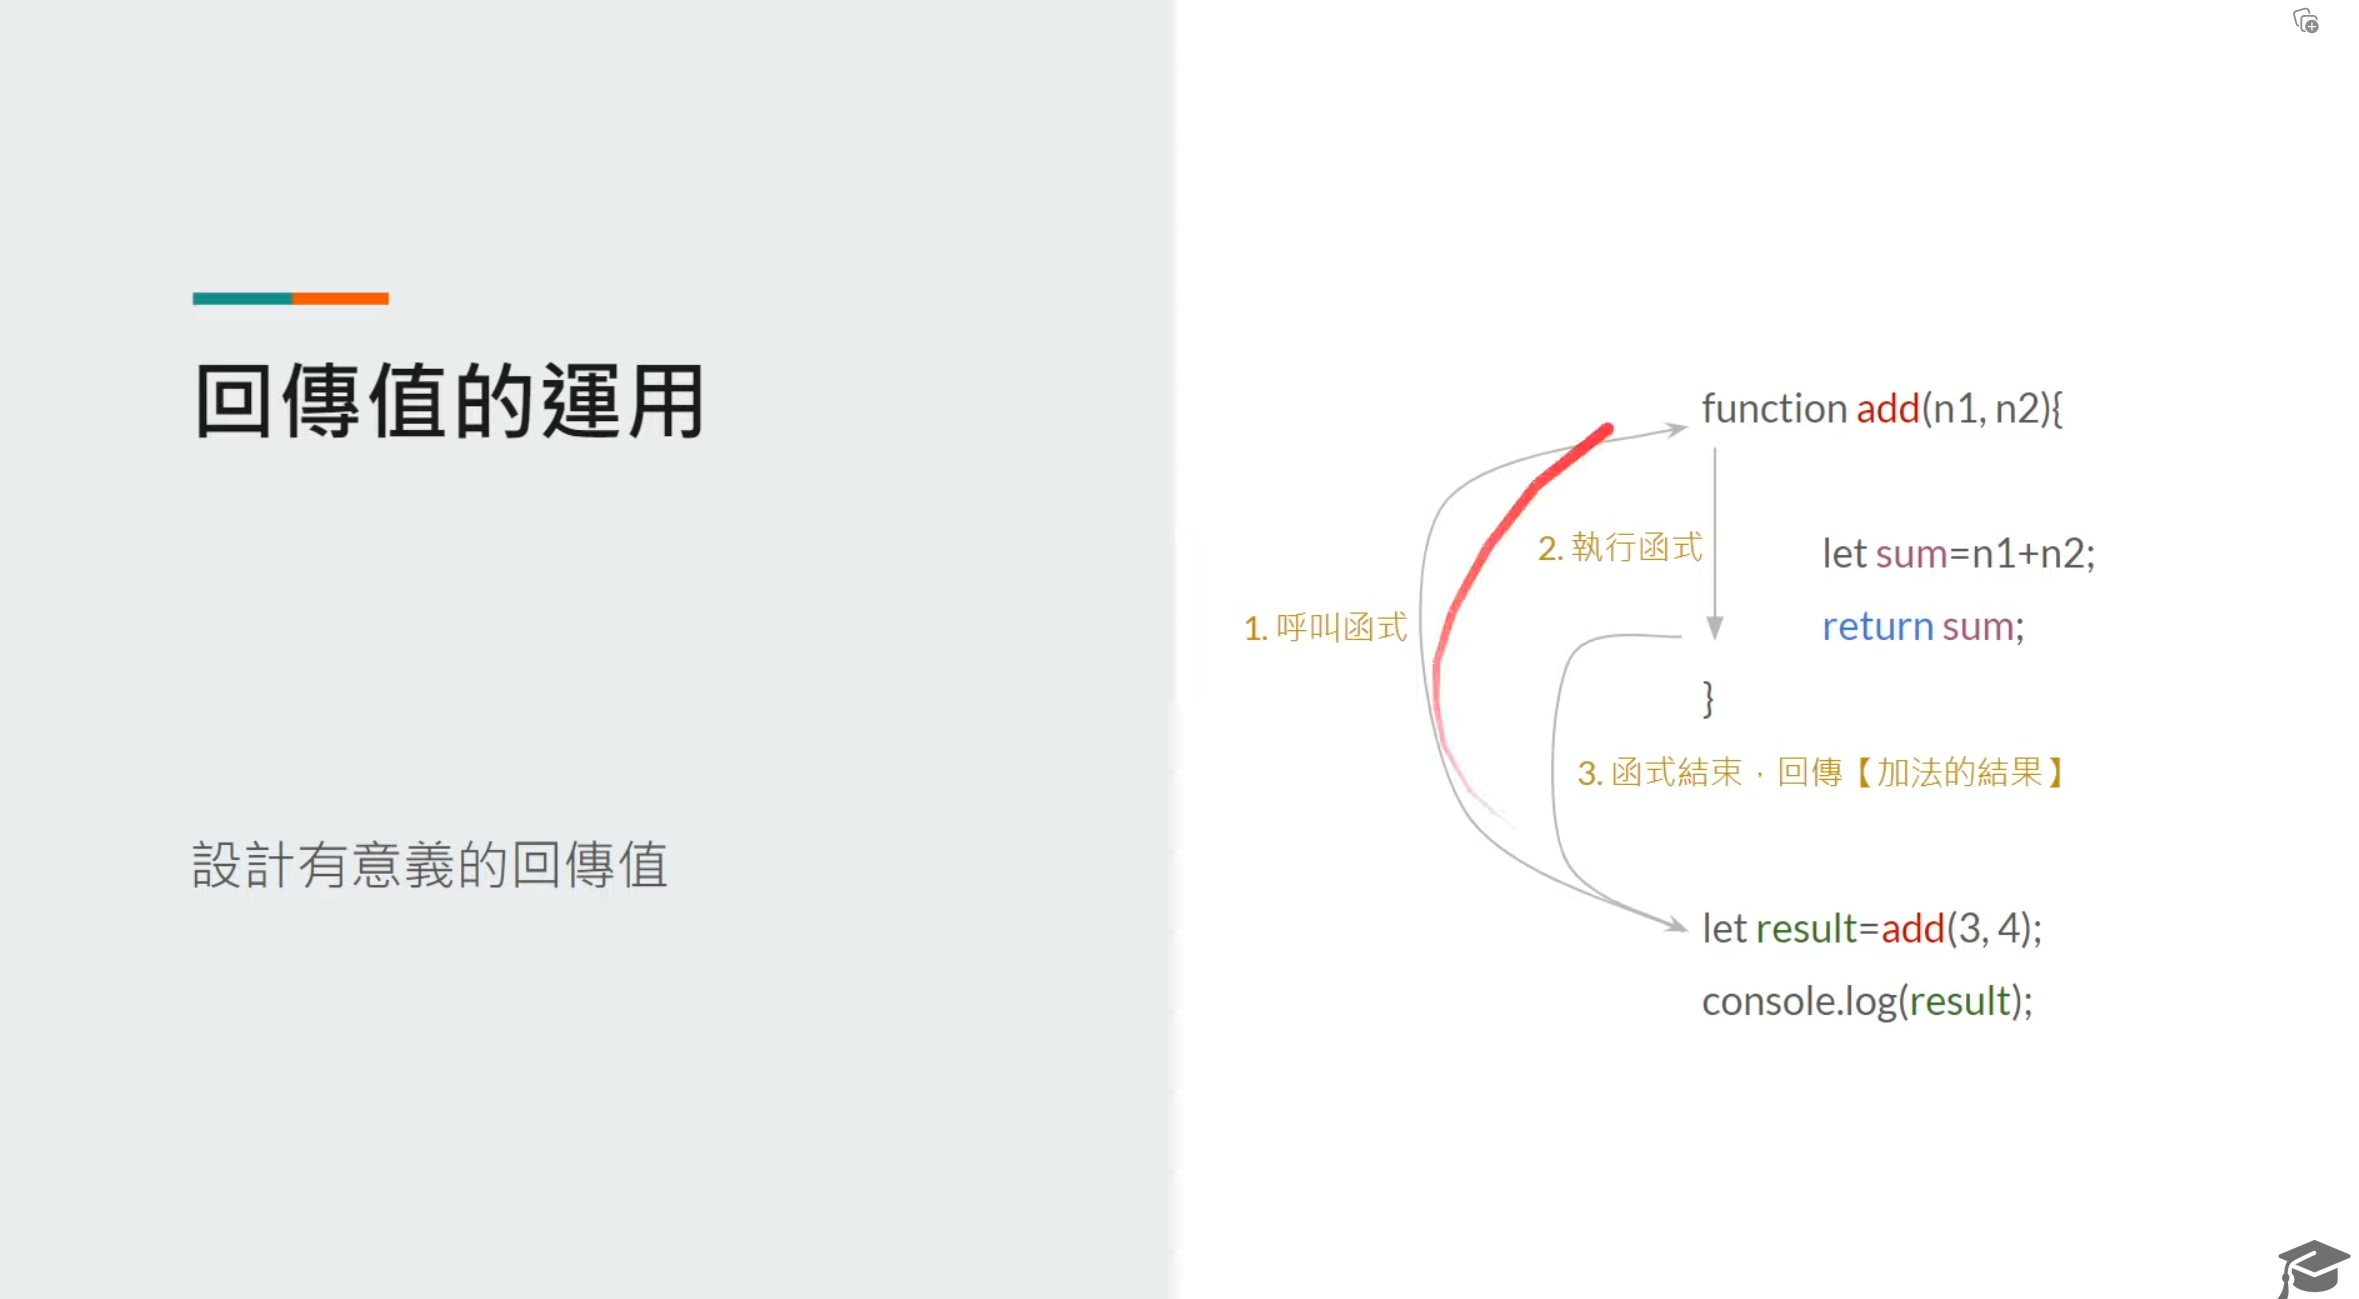 回傳值的運用
設計有意義的回傳值
function add(n1, n2){
2. 執行函式
let sum=n1+n2;
1. 呼叫函式
return sum;
}
3. 函式結束，回傳【加法的結果】
let result=add(3, 4);
console.log(result);